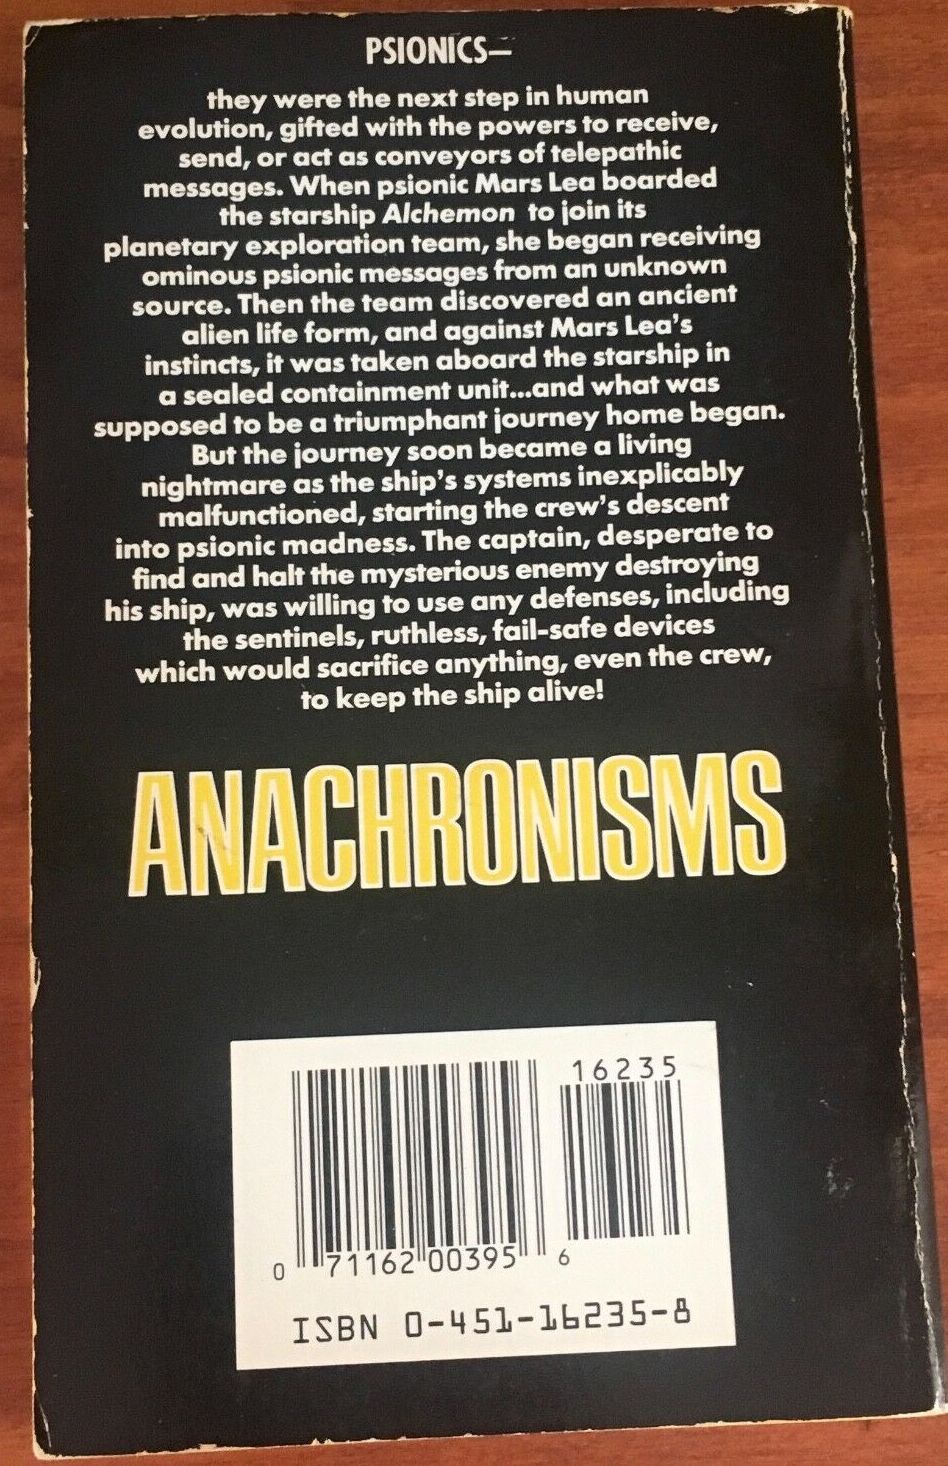 PSIONICS—
they were the next step in human
evolution, gifted with the powers to receive,
send, or act as conveyors of telepathic
messages. When psionic Mars Lea boarded
the starship Alchemon to join its
planetary exploration team, she began receiving
ominous psionic messages from an unknown
source. Then the team discovered an ancient
alien life form, and against Mars Lea's
instincts, it was taken aboard the starship in
a sealed containment unit...and what was
supposed to be a triumphant journey home began.
But the journey soon became a living
nightmare as the ship's systems inexplicably
malfunctioned, starting the crew's descent
into psionic madness. The captain, desperate to
find and halt the mysterious enemy destroying
his ship, was willing to use any defenses, including
the sentinels, ruthless, fail-safe devices
which would sacrifice anything, even the crew,
to keep the ship alive!
ANACHRONISMS
16235
0 71162 00395 6
ISBN 0-451-16235-8